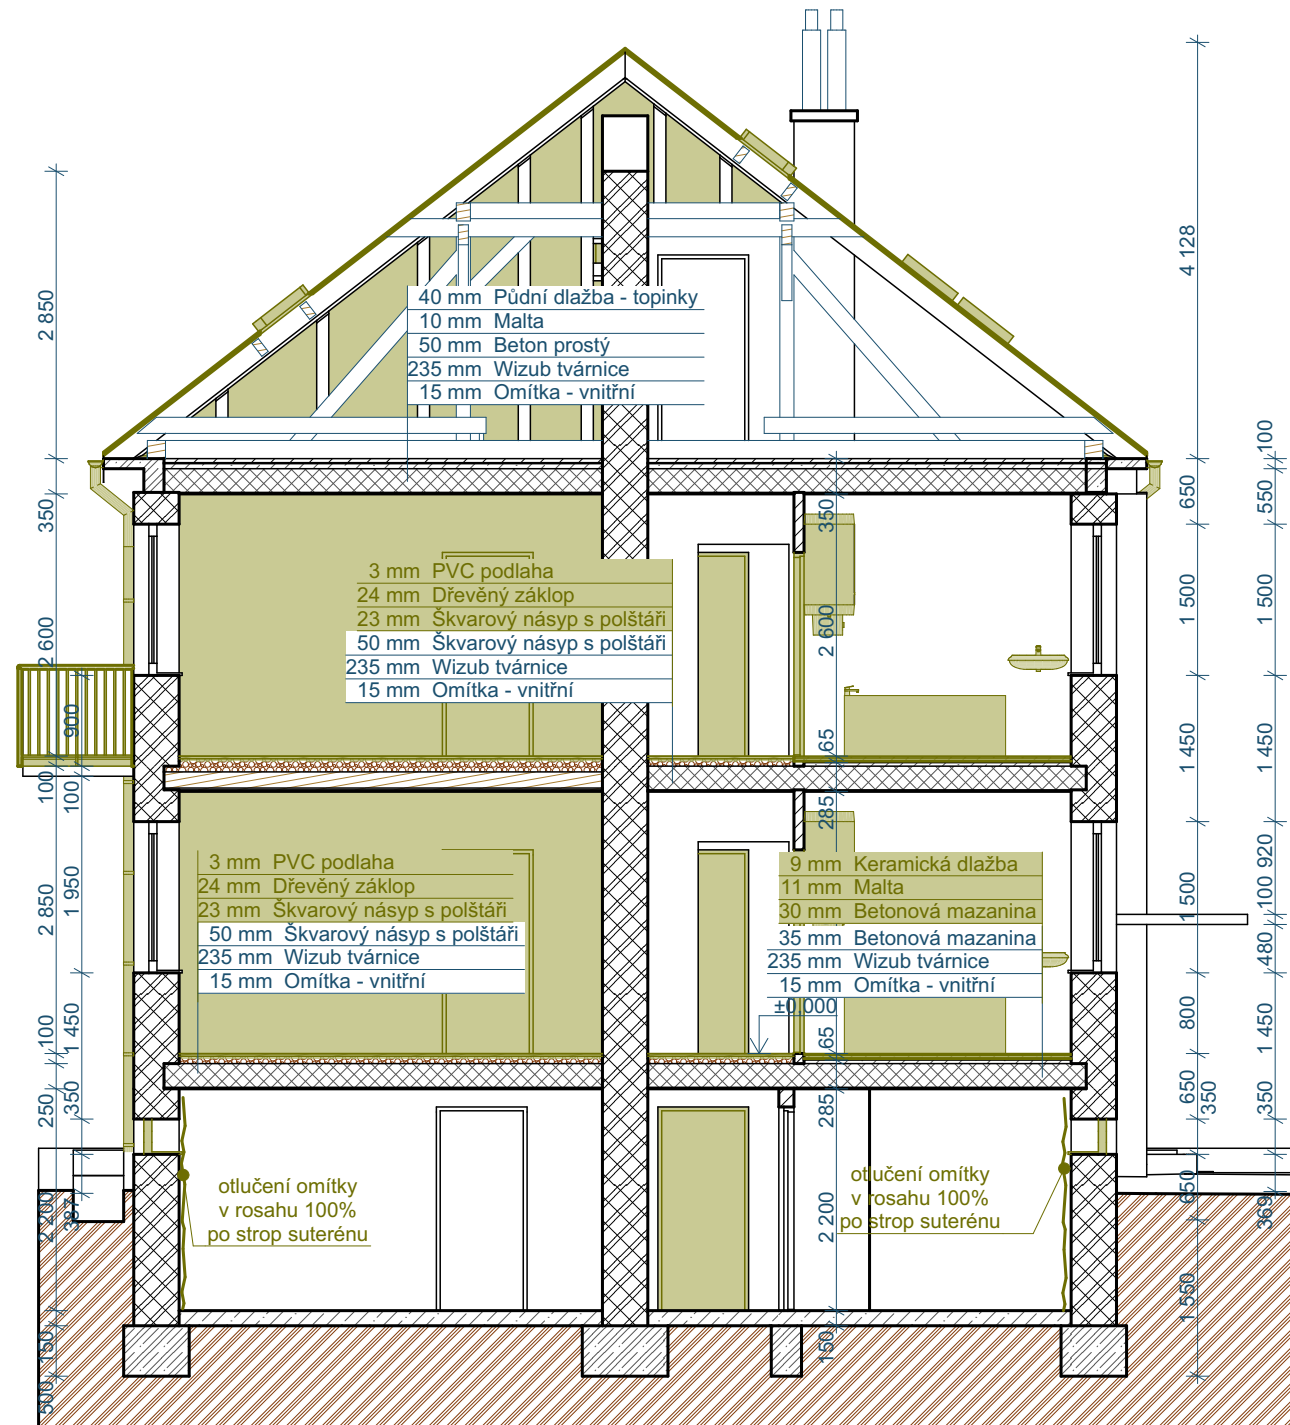 40 mm Půdní dlažba - topinky
10 mm Malta
50 mm Beton prostý
235 mm Wizub tvárnice
15 mm Omítka - vnitřní
3 mm PVC podlaha
24 mm Dřevěný záklop
23 mm Škvarový násyp s polštáři
50 mm Škvarový násyp s polštáři
235 mm Wizub tvárnice
15 mm Omítka - vnitřní
3 mm PVC podlaha
24 mm Dřevěný záklop
23 mm Škvarový násyp s polštáři
50 mm Škvarový násyp s polštáři
235 mm Wizub tvárnice
15 mm Omítka - vnitřní
9 mm Keramická dlažba
11 mm Malta
30 mm Betonová mazanina
35 mm Betonová mazanina
235 mm Wizub tvárnice
15 mm Omítka - vnitřní
±0,000
otlučení omítky
v rosahu 100%
po strop suterénu
otlučení omítky
v rosahu 100%
po strop suterénu
2 850
350
2 600
100
2 850
100
250
2 200
150
500
900
100
1 950
1 450
350
387
350
2 600
65
285
65
285
2 200
150
4 128
650
1 500
1 450
1 500
800
650
350
650
1 550
100
550
1 500
1 450
920
100
480
1 450
350
369